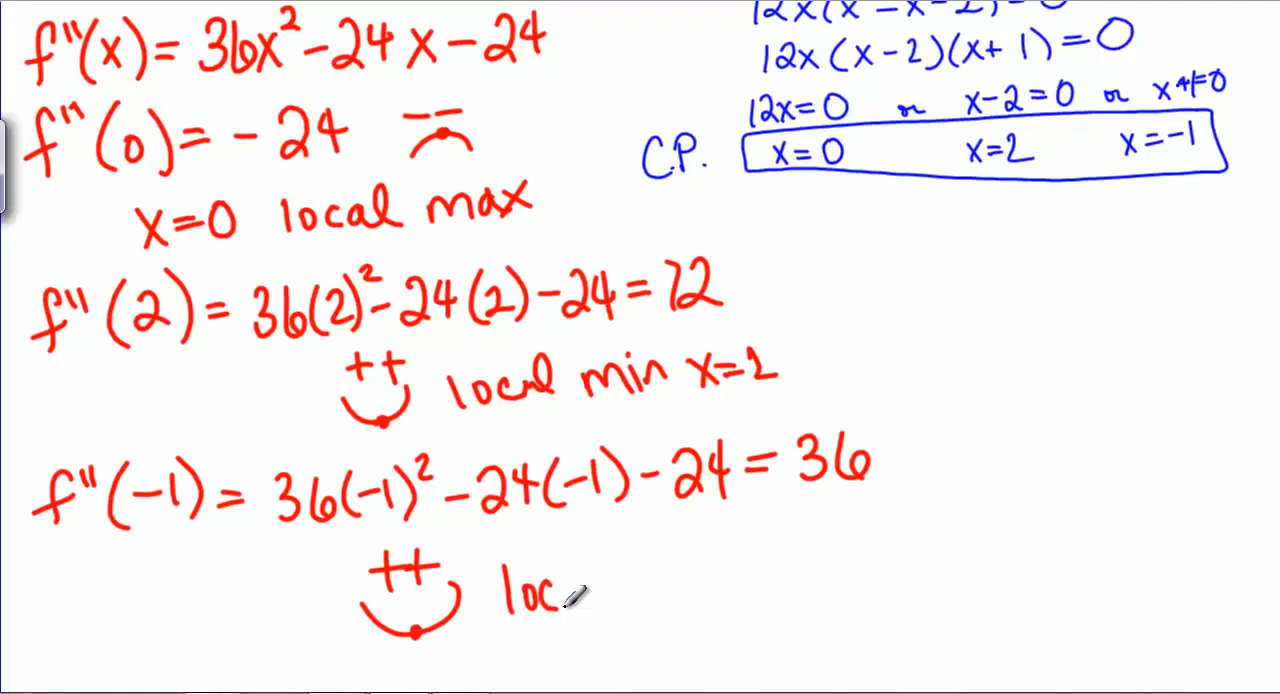 f''(x) = 36x² - 24x - 24
f''(0) = -24 --
x=0 local max
f''(2) = 36(2)² - 24(2) - 24 = 72
++
local min x=2
f''(-1) = 36(-1)² - 24(-1) - 24 = 36
++
loc
12x(x - 2)(x + 1) = 0
12x=0 or x-2=0 or x+1=0
C.P. x=0 x=2 x=-1